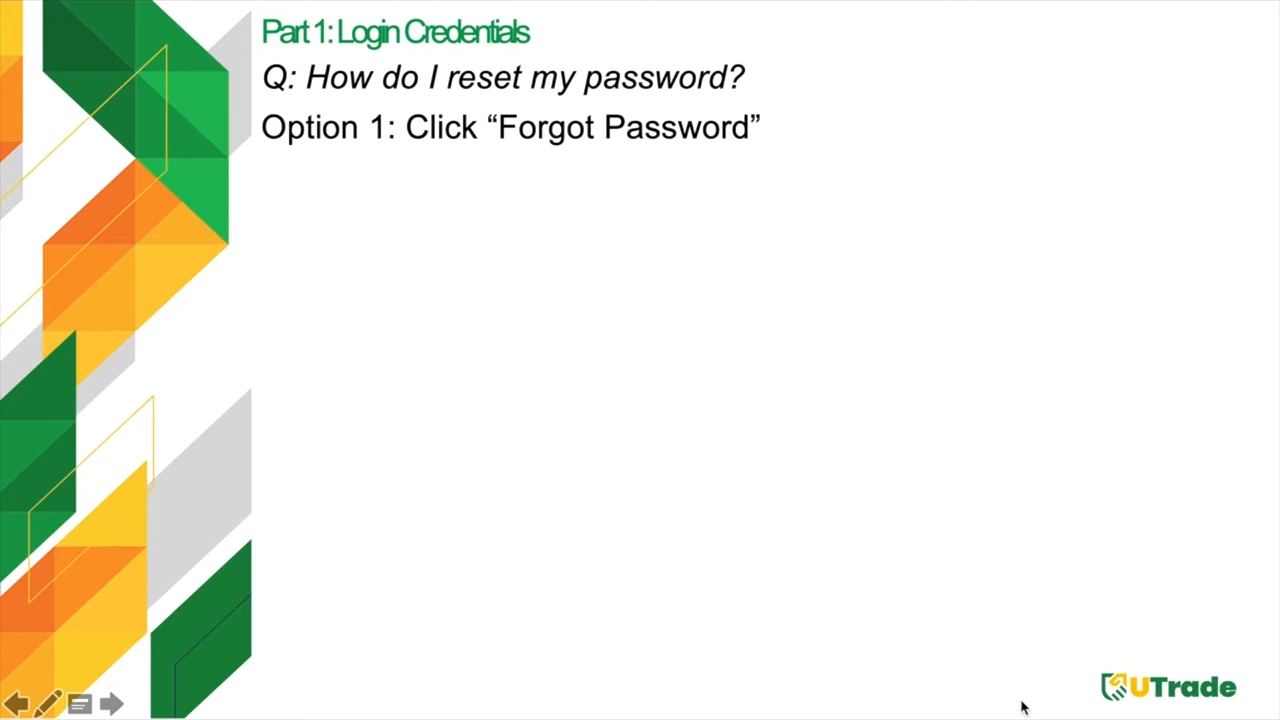 Part 1: Login Credentials
Q: How do I reset my password?
Option 1: Click “Forgot Password”
UTrade